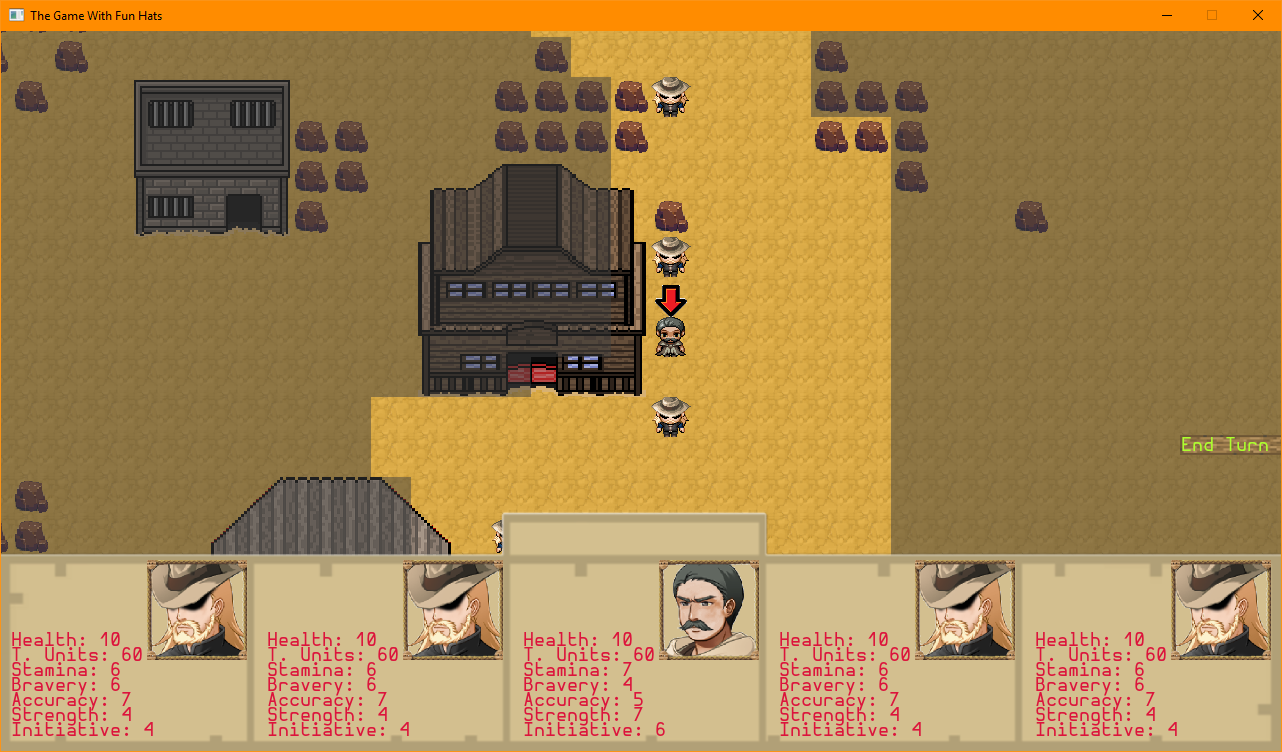 The Game With Fun Hats
End Turn
Health: 10
T. Units: 60
Stamina: 6
Bravery: 6
Accuracy: 7
Strength: 4
Initiative: 4
Health: 10
T. Units: 60
Stamina: 6
Bravery: 6
Accuracy: 7
Strength: 4
Initiative: 4
Health: 10
T. Units: 60
Stamina: 7
Bravery: 4
Accuracy: 5
Strength: 7
Initiative: 6
Health: 10
T. Units: 60
Stamina: 6
Bravery: 6
Accuracy: 7
Strength: 4
Initiative: 4
Health: 10
T. Units: 60
Stamina: 6
Bravery: 6
Accuracy: 7
Strength: 4
Initiative: 4